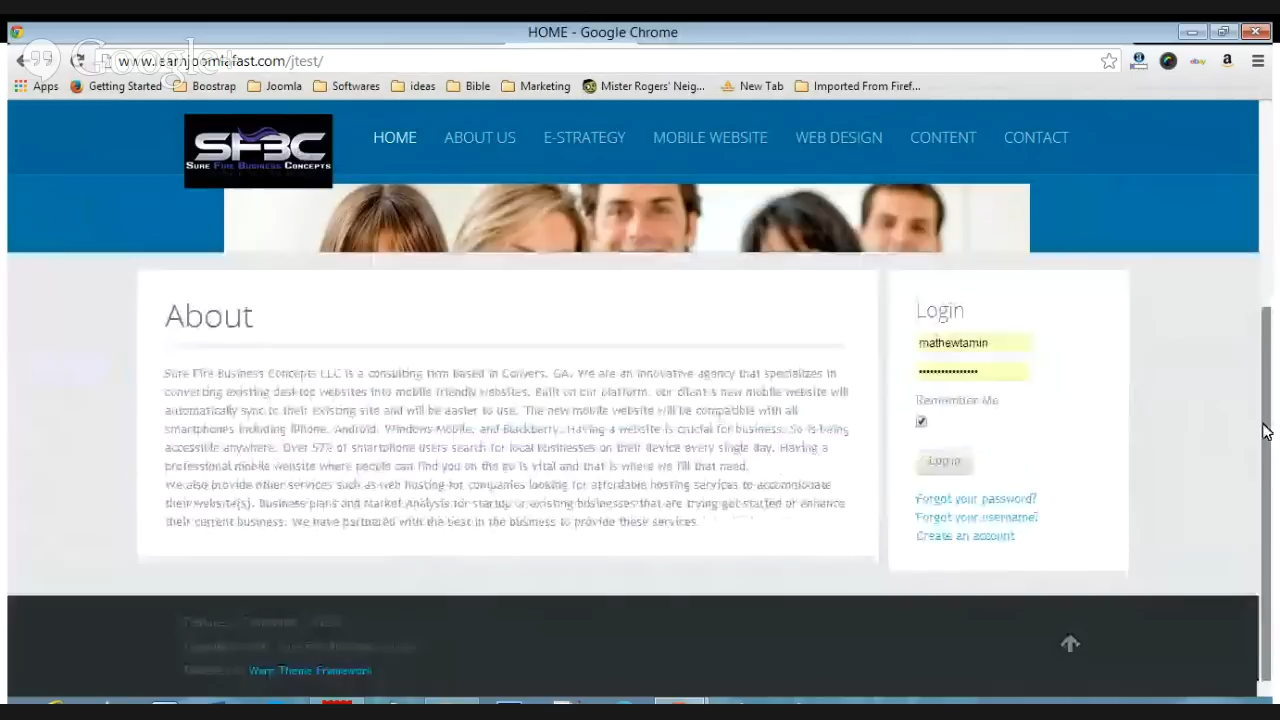 HOME - Google Chrome
Google+
www.learnjoomlafast.com/jtest/
Apps Getting Started Boostrap Joomla Softwares ideas Bible Marketing Mister Rogers' Neig... New Tab Imported From Firef...
SFBC
Sure Fire Business Concepts
HOME ABOUT US E-STRATEGY MOBILE WEBSITE WEB DESIGN CONTENT CONTACT
About
Sure Fire Business Concepts LLC is a consulting firm based in Conyers, GA. We are an innovative agency that specializes in
converting existing desktop websites into mobile friendly websites. Built on our platform, our client's new mobile website will
automatically sync to their existing site and will be easier to use. The new mobile website will be compatible with all
smartphones including iPhone, Android, Windows Mobile, and Blackberry. Having a website is crucial for business. So is being
accessible anywhere. Over 57% of smartphone users search for local businesses on their device every single day. Having a
professional mobile website where people can find you on the go is vital and that is where we fill that need.
We also provide other services such as web hosting for companies looking for affordable hosting services to accomodate
their website(s). Business plans and Market Analysis for startup or existing businesses that are trying get started or enhance
their current business. We have partnered with the best in the business to provide these services.
Login
mathewtamin
Remember Me
Log in
Forgot your password?
Forgot your username?
Create an account
Warp Theme Framework